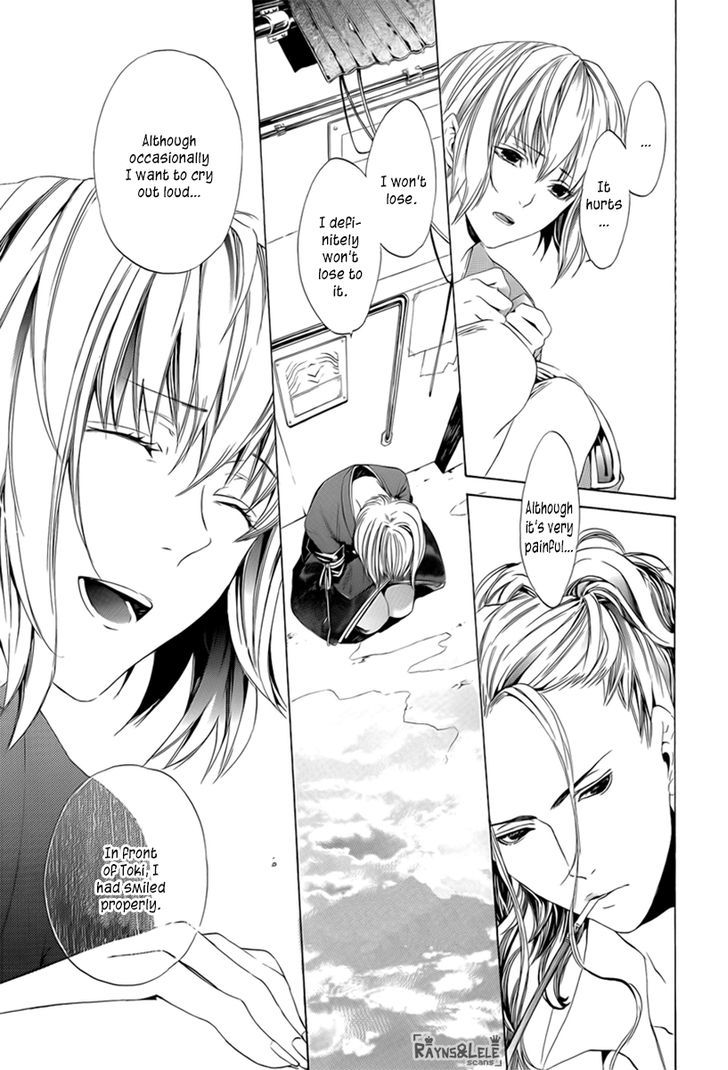 ...
It
hurts
...
Although
it's very
painful...
I won't
lose.
I defi-
nitely
won't
lose to
it.
Although
occasionally
I want to cry
out loud...
In front
of Toki, I
had smiled
properly.
「RAYNS&LELE
scans」